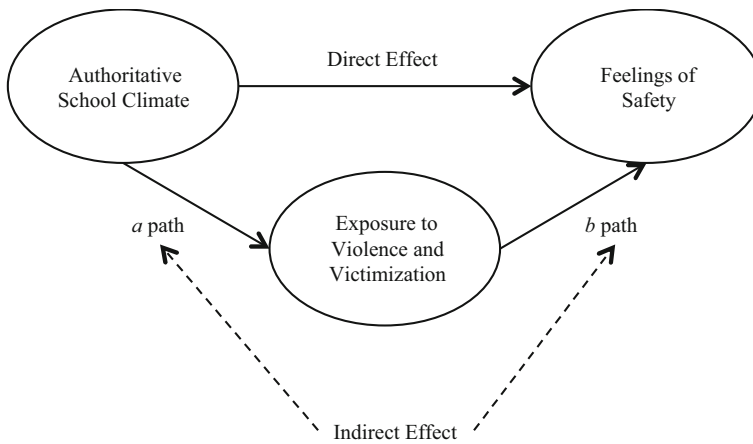 Authoritative
School Climate
Direct Effect
Feelings of
Safety
a path
Exposure to
Violence and
Victimization
b path
Indirect Effect